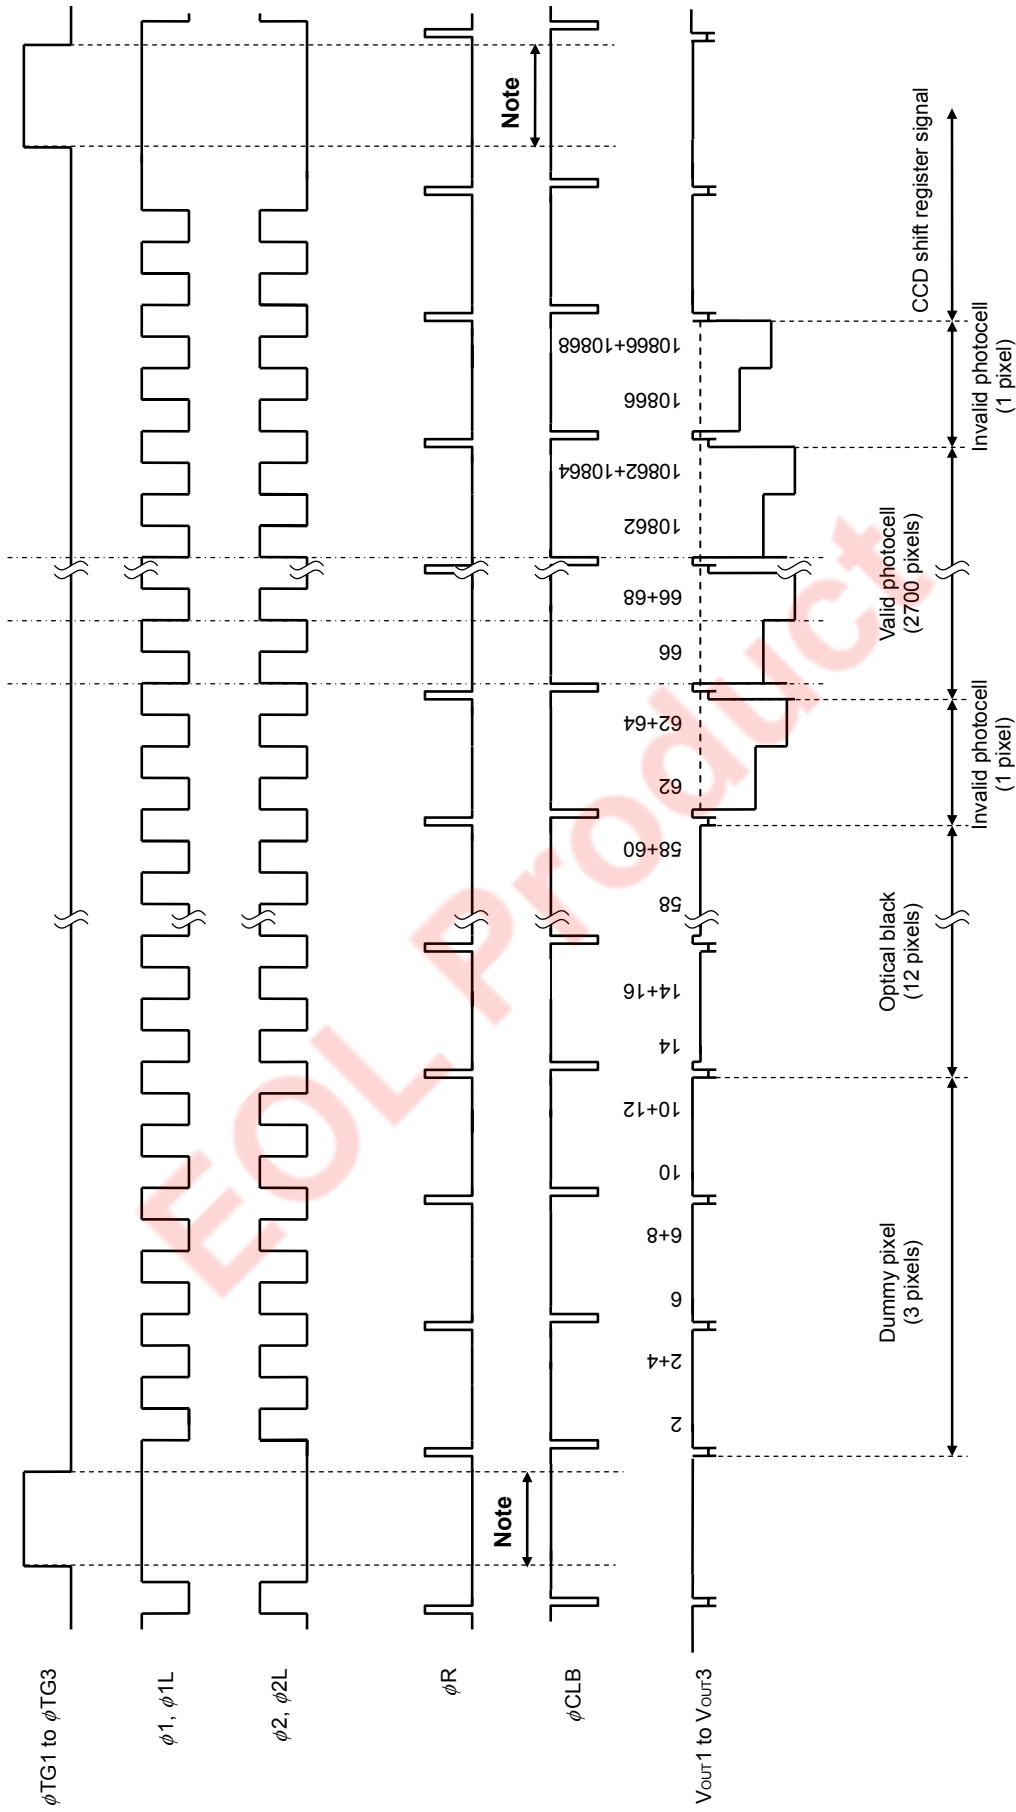 φTG1 to φTG3
φ1, φ1L
φ2, φ2L
φR
Note
Note
φCLB
2
2+4
6
6+8
10
10+12
14
14+16
58
58+60
62
62+64
66
66+68
10862
10862+10864
10866
10866+10868
VOUT1 to VOUT3
Dummy pixel
(3 pixels)
Optical black
(12 pixels)
Invalid photocell
(1 pixel)
Valid photocell
(2700 pixels)
Invalid photocell
(1 pixel)
CCD shift register signal
EOL Product